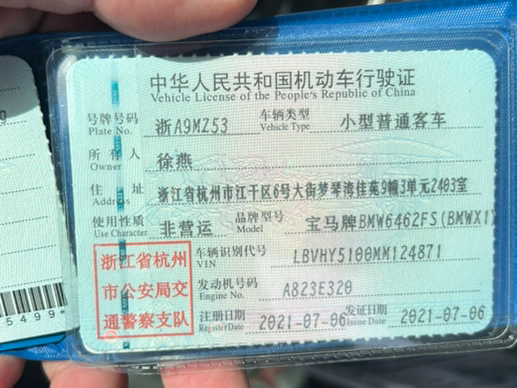 中华人民共和国机动车行驶证
Vehicle License of the People's Republic of China
号牌号码 浙A9MZ53 车辆类型 小型普通客车
Plate No. Vehicle Type
所有人 徐燕
Owner
住址 浙江省杭州市江干区6号大街梦琴湾佳苑9幢3单元2403室
Address
使用性质 非营运 品牌型号 宝马牌BMW6462FS(BMWX1)
Use Character Model
浙江省杭州
市公安局交
通警察支队
车辆识别代号 LBVHY5100MM124871
VIN
发动机号码 A823E320
Engine No.
注册日期 2021-07-06 发证日期 2021-07-06
Register Date Issue Date
5499